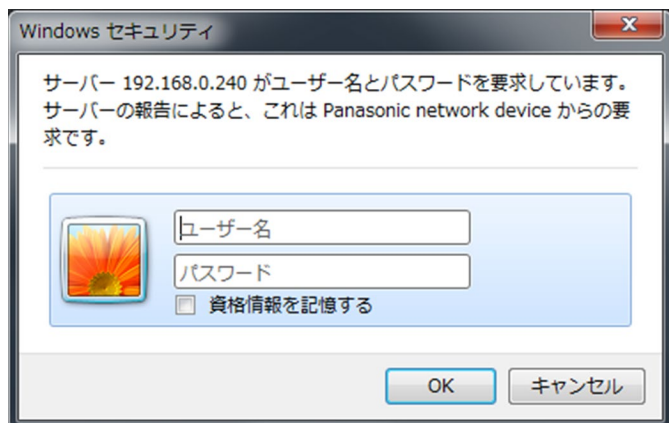 Windows セキュリティ
サーバー 192.168.0.240 がユーザー名とパスワードを要求しています。
サーバーの報告によると、これは Panasonic network device からの要
求です。
ユーザー名
パスワード
資格情報を記憶する
OK
キャンセル